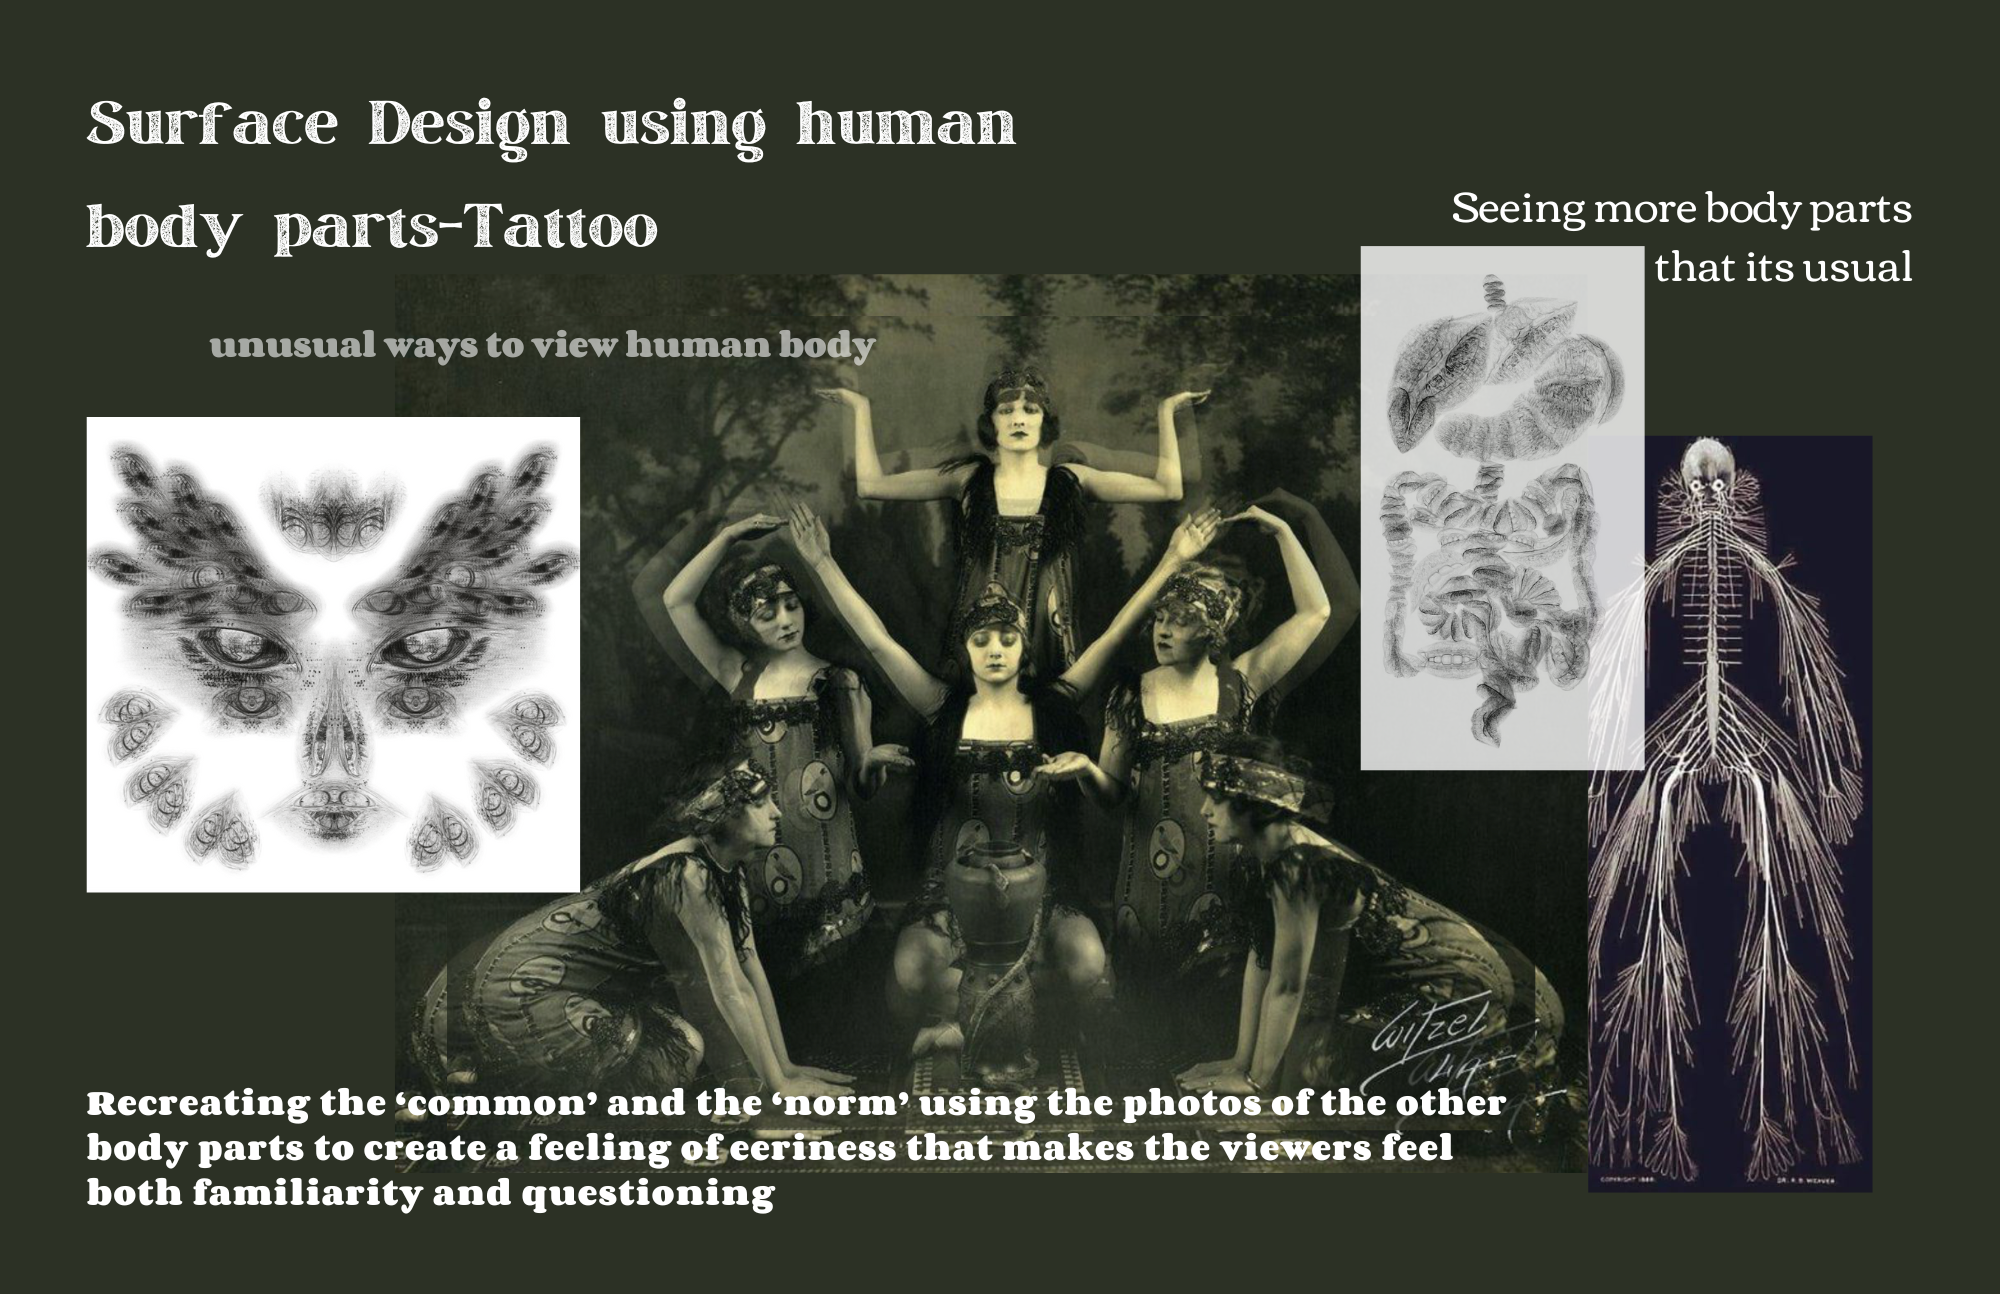 Surface Design using human
body parts-Tattoo
Seeing more body parts
that its usual
unusual ways to view human body
Witzel
Recreating the ‘common’ and the ‘norm’ using the photos of the other
body parts to create a feeling of eeriness that makes the viewers feel
both familiarity and questioning
COPYRIGHT 1888.
DR. R. B. WEAVER.